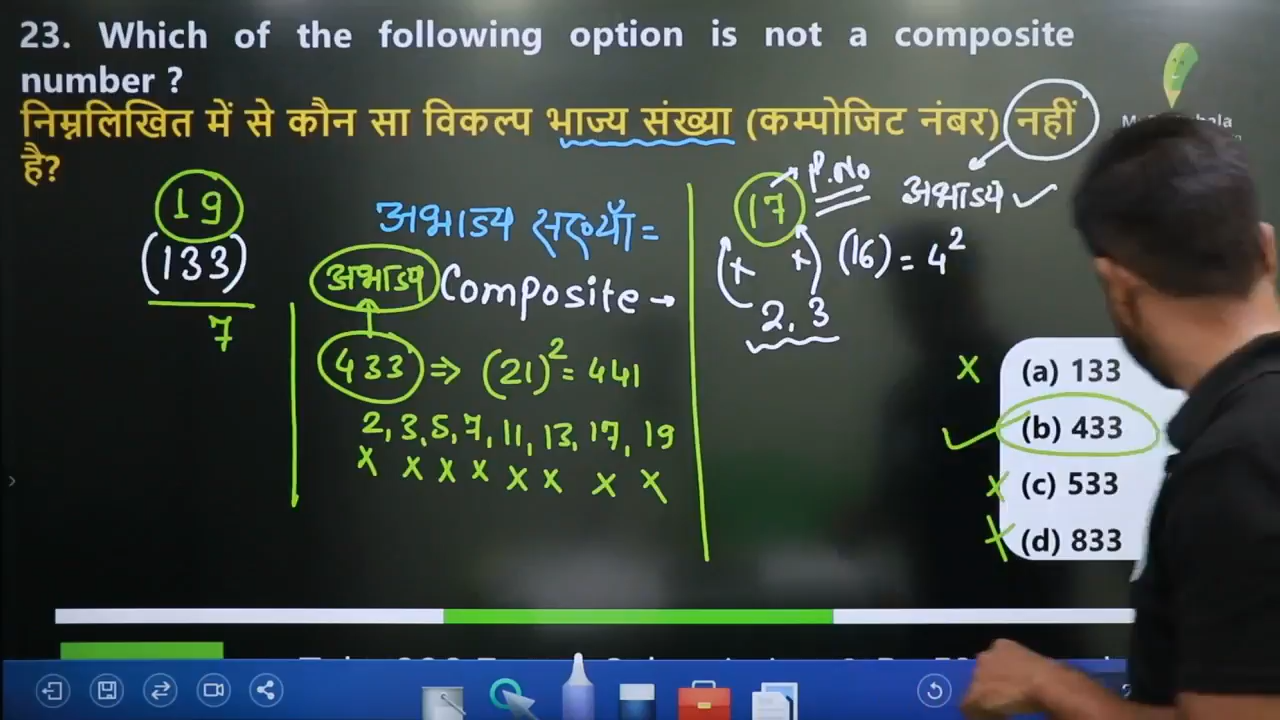 23. Which of the following option is not a composite
number ?
निम्नलिखित में से कौन सा विकल्प भाज्य संख्या (कम्पोजिट नंबर) नहीं
है?
19
(133)
7
अभाज्य संख्याँ =
अभाज्य Composite →
433 ⇒ (21)² = 441
2, 3, 5, 7, 11, 13, 17, 19
x x x x x x x x
17 → P.No
अभाज्य ✓
x x (16) = 4²
2, 3
x (a) 133
✓ (b) 433
x (c) 533
x (d) 833